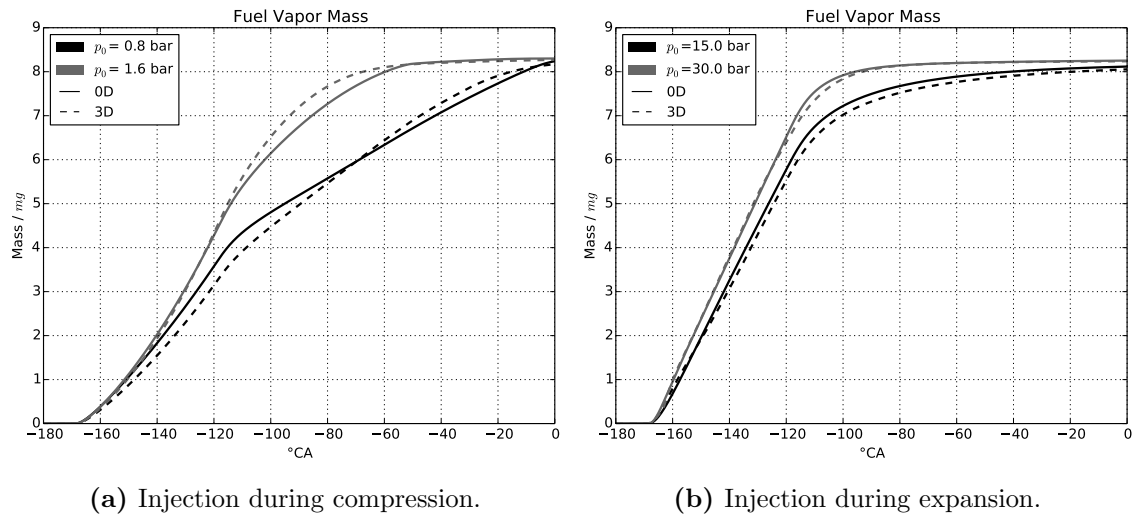 Fuel Vapor Mass
9
8
7
6
5
4
3
2
1
0
Mass / mg
p₀ = 0.8 bar
p₀ = 1.6 bar
0D
3D
−180 −160 −140 −120 −100 −80 −60 −40 −20 0
°CA
(a) Injection during compression.
Fuel Vapor Mass
9
8
7
6
5
4
3
2
1
0
Mass / mg
p₀ =15.0 bar
p₀ =30.0 bar
0D
3D
−180 −160 −140 −120 −100 −80 −60 −40 −20 0
°CA
(b) Injection during expansion.